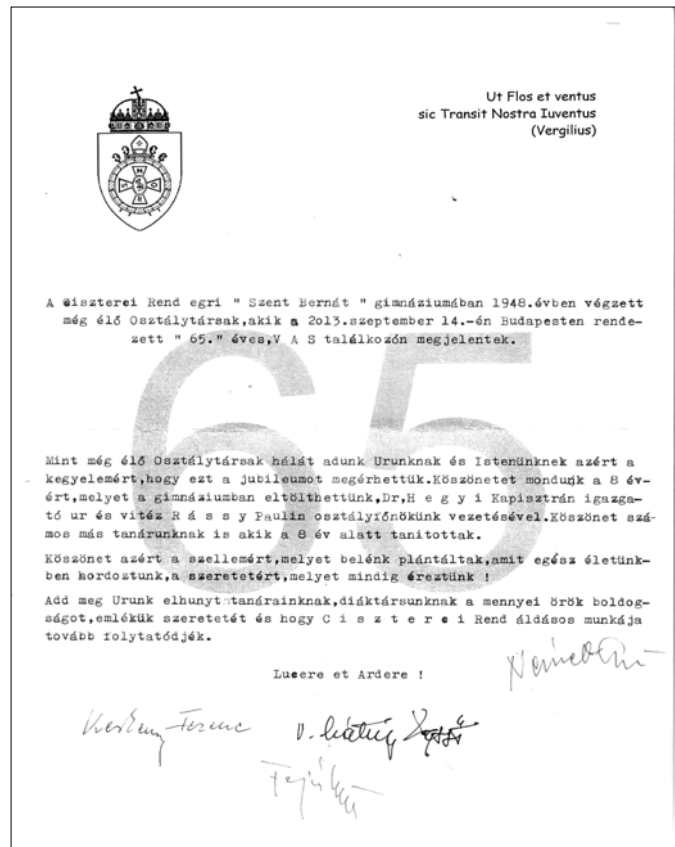 Ut Flos et ventus
sic Transit Nostra Iuventus
(Vergilius)
A Ciszterei Rend egri " Szent Bernát " gimnáziumában 1948.évben végzett
még élő Osztálytársak,akik a 2o13.szeptember 14.-én Budapesten rende-
zett " 65." éves,V A S találkozón megjelentek.
65
Mint még élő Osztálytársak hálát adunk Urunknak és Istenünknek azért a
kegyelemért,hogy ezt a jubileumot megérhettük.Köszönetet mondunk a 8 év-
ért,melyet a gimnáziumban eltölthettünk,Dr,H e g y i Kapisztrán igazga-
tó ur és vitéz R á s s y Paulin osztályfőnökünk vezetésével.Köszönet szá-
mos más tanárunknak is akik a 8 év alatt tanitottak.
Köszönet azért a szellemért,melyet belénk plántáltak,amit egész életünk-
ben hordoztunk,a szeretetért,melyet mindig éreztünk !
Add meg Urunk elhunyt tanárainknak,diáktársunknak a mennyei örök boldog-
ságot,emlékük szeretetét és hogy C i s z t e r e i Rend áldásos munkája
tovább folytatódjék.
Lucere et Ardere !
Ferenc